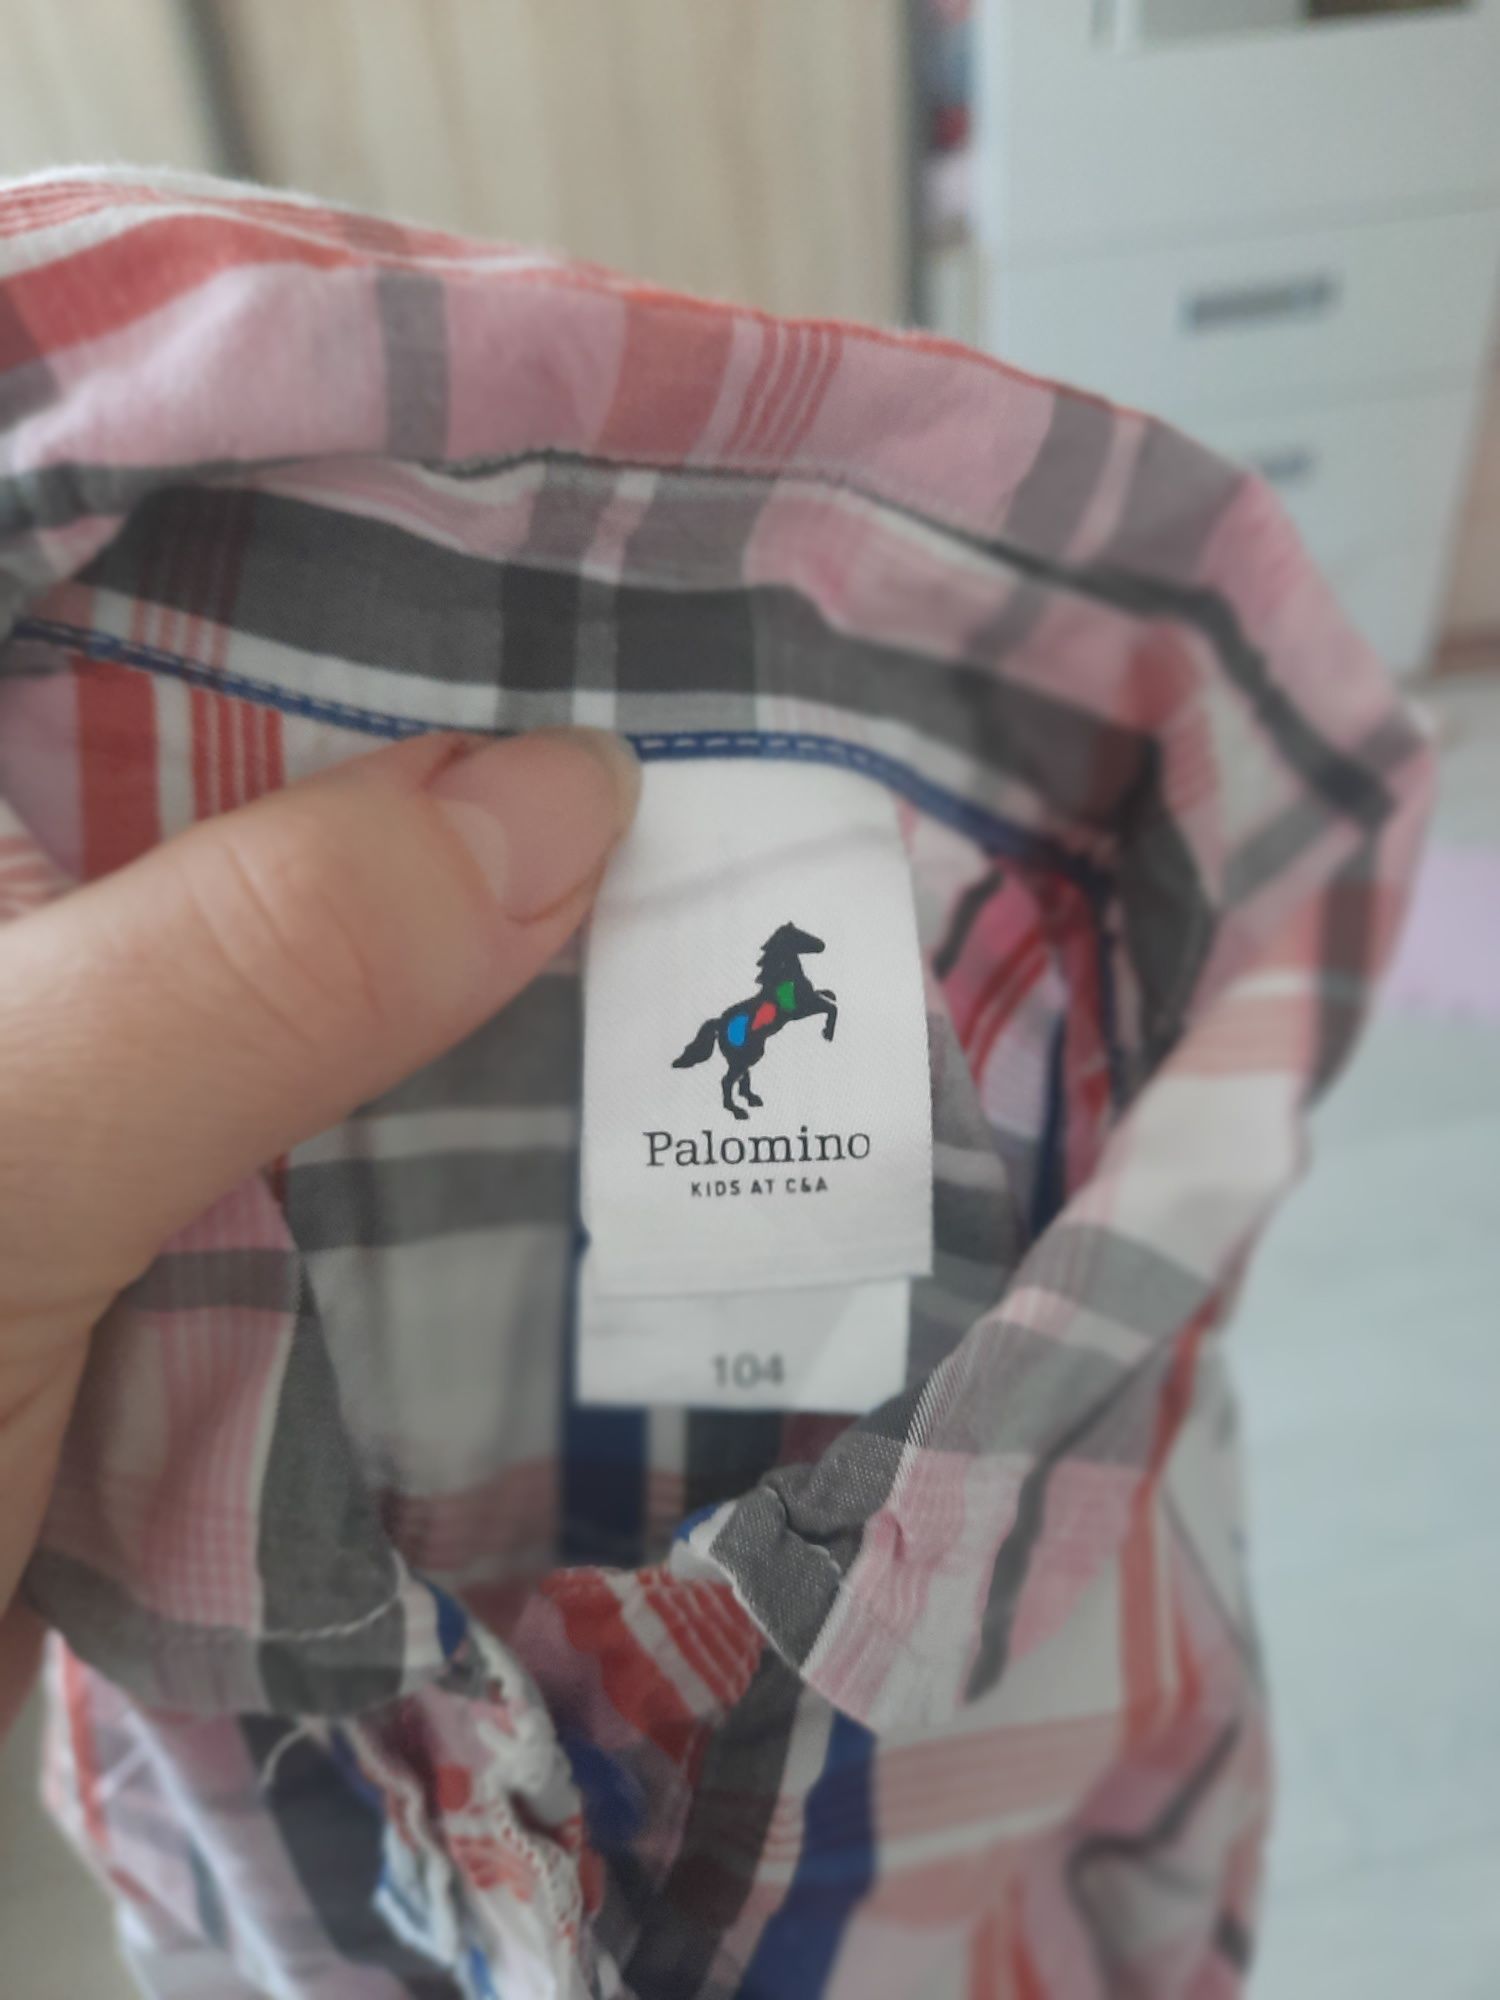 Palomino
KIDS AT C&A
104